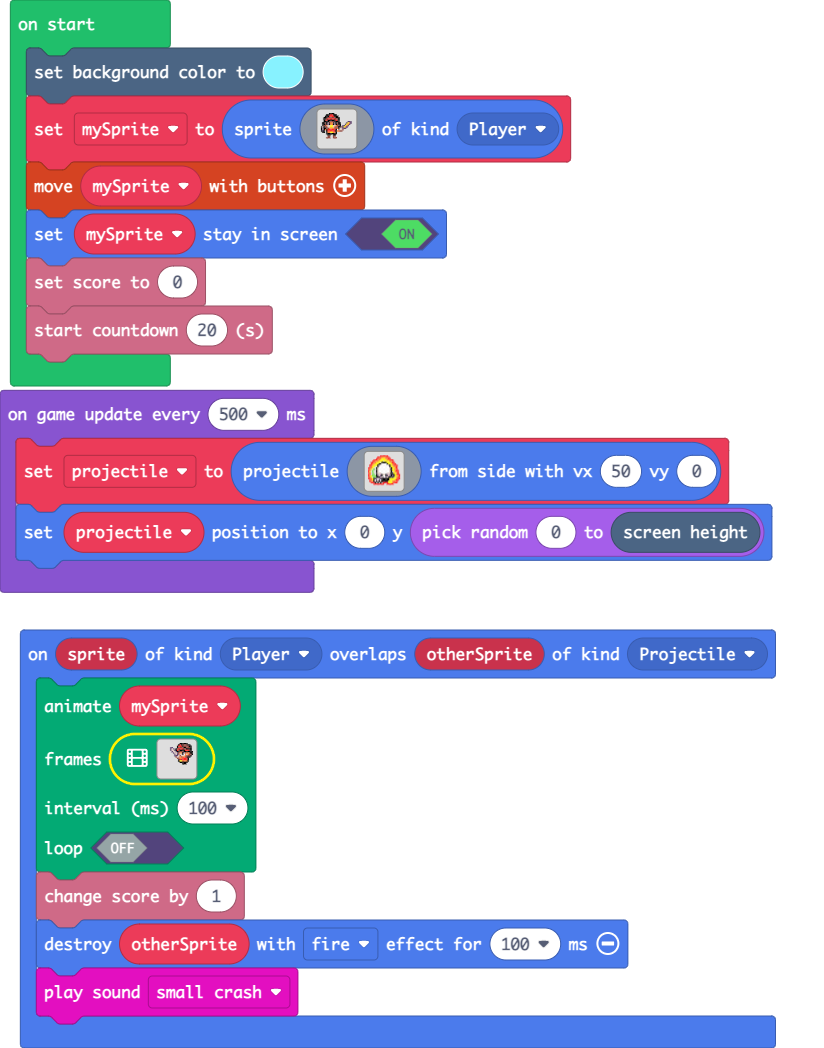 on start
set background color to
set mySprite to sprite of kind Player
move mySprite with buttons
set mySprite stay in screen ON
set score to 0
start countdown 20 (s)
on game update every 500 ms
set projectile to projectile from side with vx 50 vy 0
set projectile position to x 0 y pick random 0 to screen height
on sprite of kind Player overlaps otherSprite of kind Projectile
animate mySprite
frames
interval (ms) 100
loop OFF
change score by 1
destroy otherSprite with fire effect for 100 ms
play sound small crash